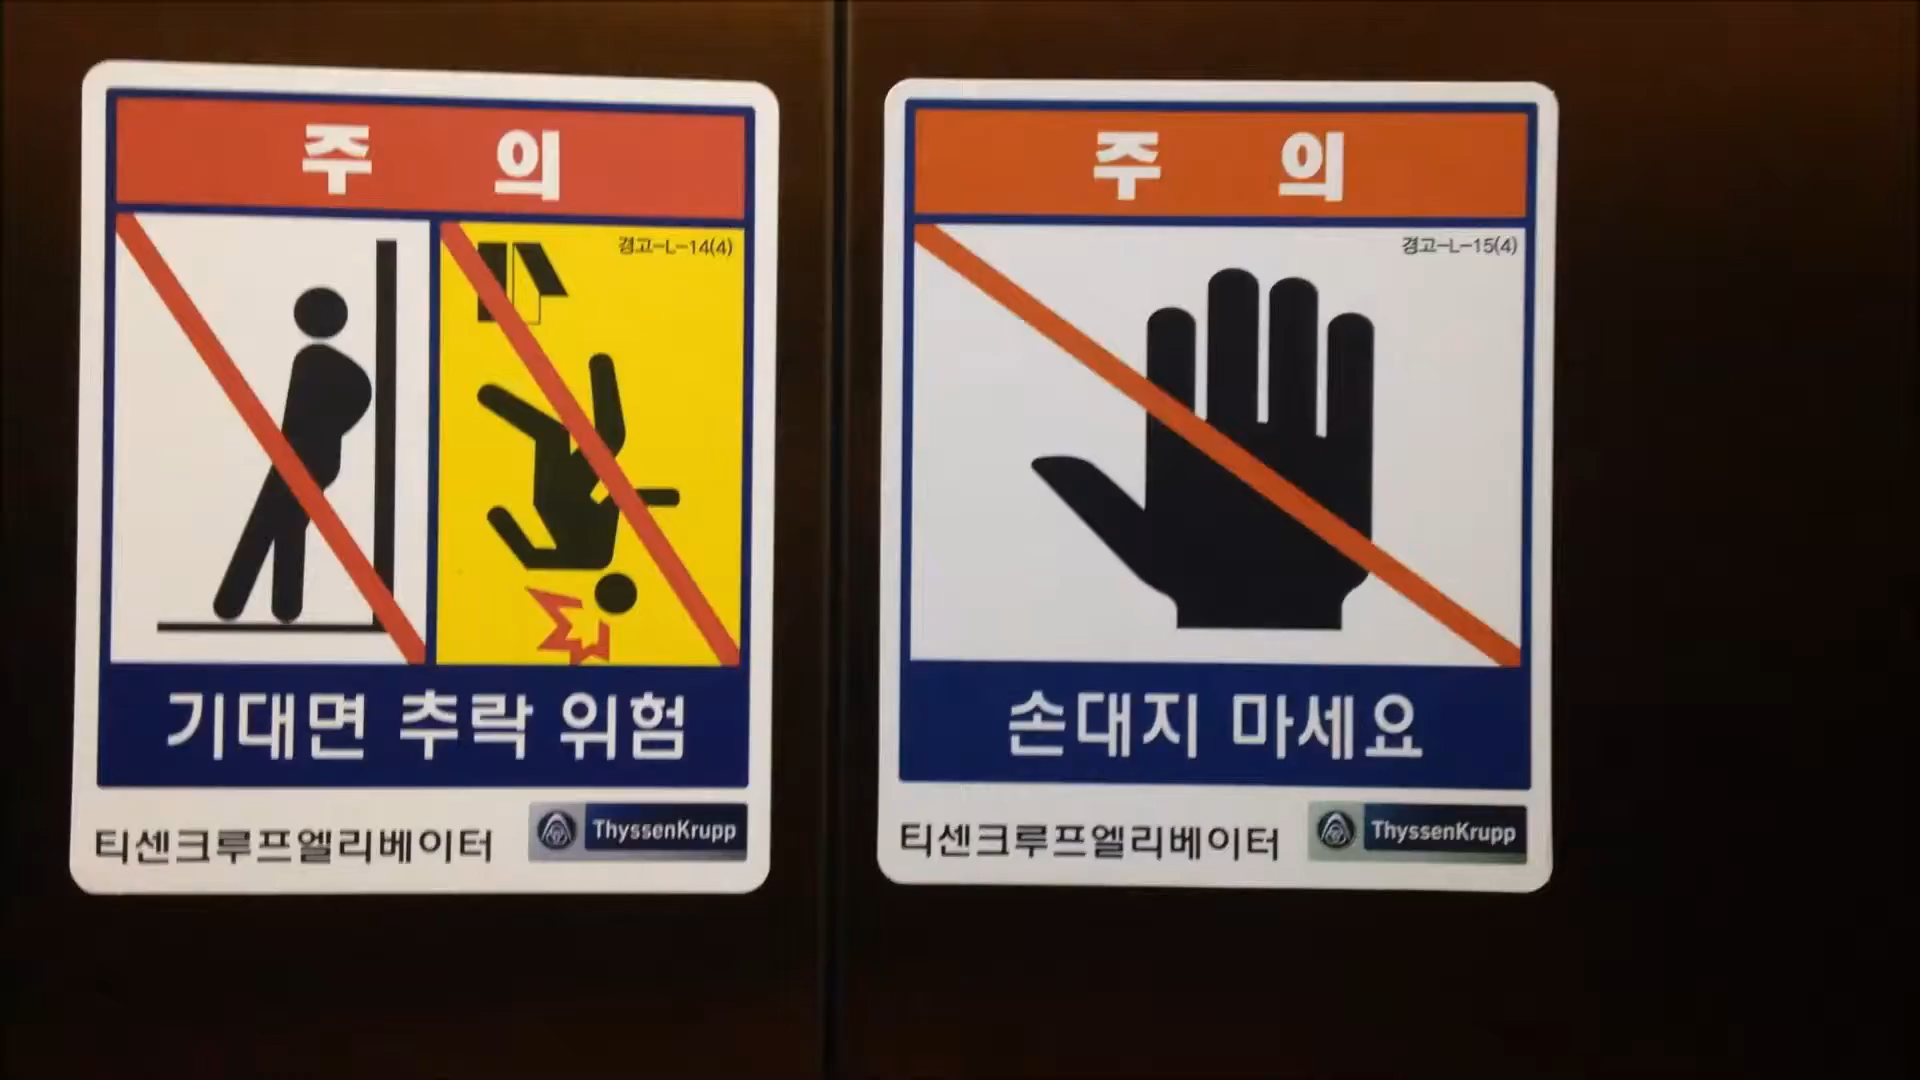 주 의
경고-L-14(4)
기대면 추락 위험
티센크루프엘리베이터
ThyssenKrupp
주 의
경고-L-15(4)
손대지 마세요
티센크루프엘리베이터
ThyssenKrupp